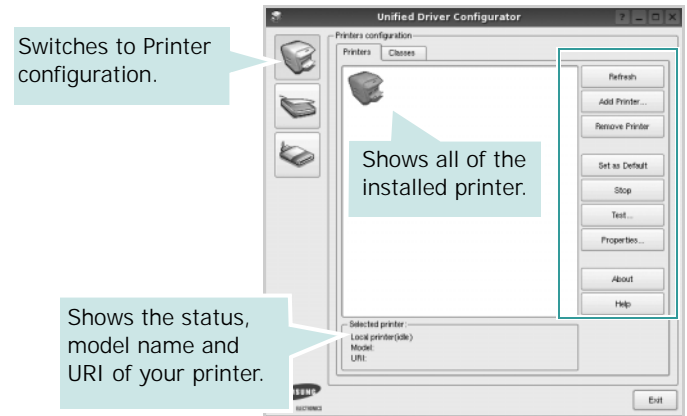 Unified Driver Configurator
Switches to Printer
configuration.
Printers configuration
Printers
Classes
Refresh
Add Printer...
Remove Printer
Shows all of the
installed printer.
Set as Default
Stop
Test...
Properties...
About
Help
Shows the status,
model name and
URI of your printer.
Selected printer:
Local printer(idle)
Model:
URI:
ELECTRONICS
Exit